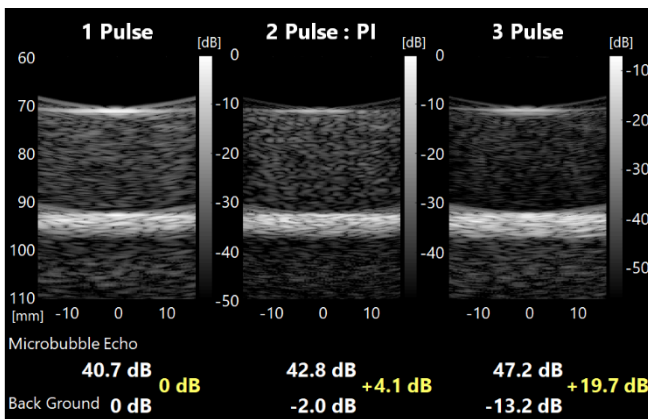 1 Pulse [dB] 2 Pulse : PI [dB] 3 Pulse [dB]
60 0 0
-10
70 -10 -10
-20
80 -20 -20
-30
90 -30 -30
-40
100 -40 -40
-50
110 -50 -50
[mm] -10 0 10 -10 0 10 -10 0 10
Microbubble Echo
40.7 dB 42.8 dB 47.2 dB
0 dB +4.1 dB +19.7 dB
Back Ground 0 dB -2.0 dB -13.2 dB